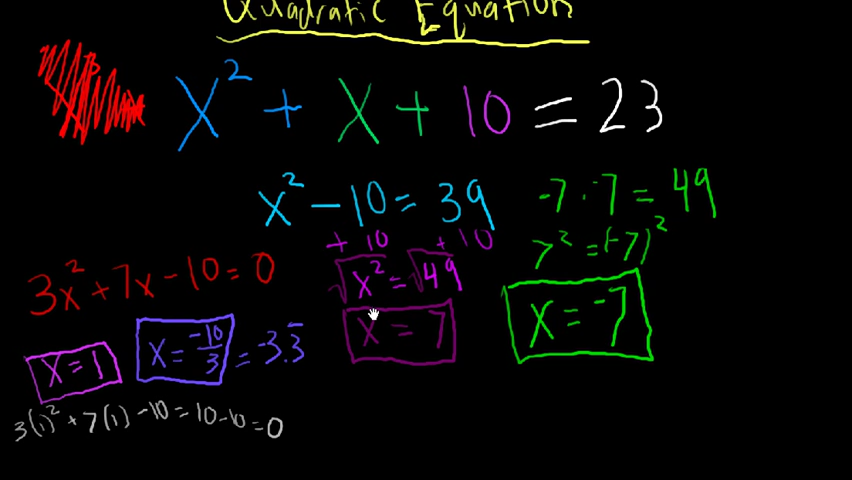 Quadratic Equation
x² + x + 10 = 23
x² - 10 = 39
+ 10 + 10
√x² = √49
x = 7
-7 · -7 = 49
7² = (-7)²
x = -7
3x² + 7x - 10 = 0
x = 1
x = -10/3 = -3.3̅
3(1)² + 7(1) - 10 = 10 - 10 = 0